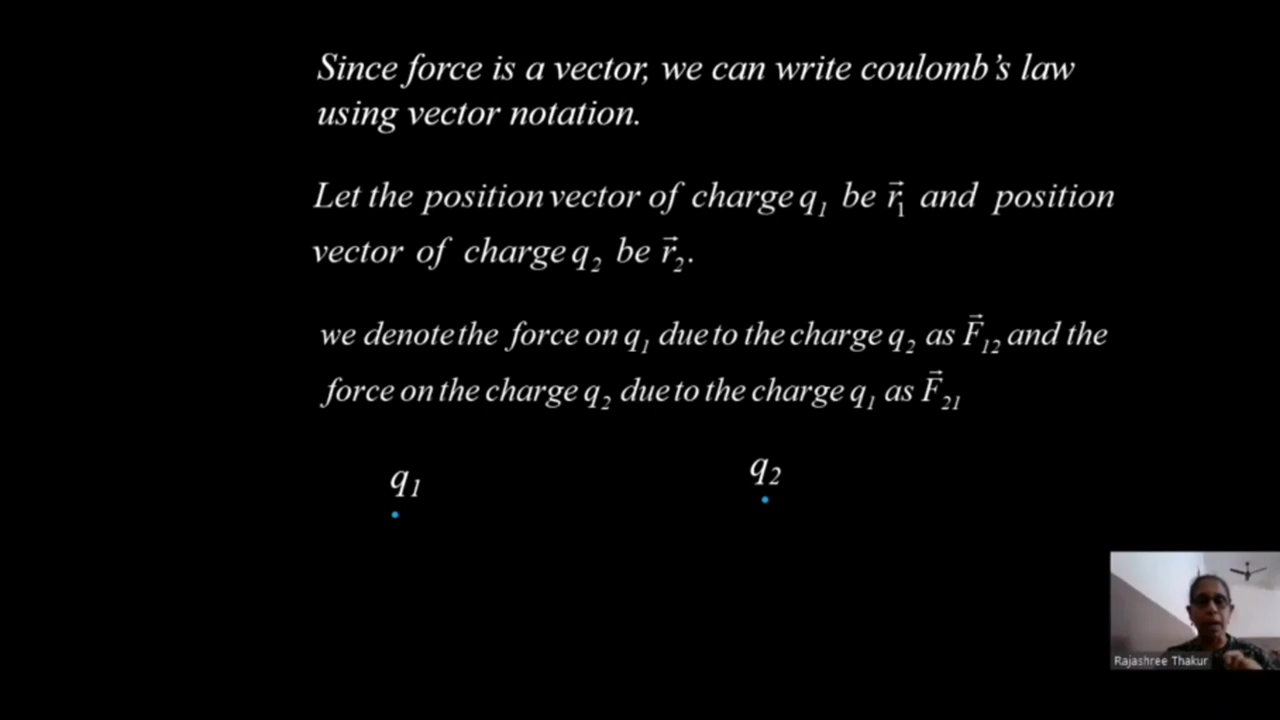 Since force is a vector, we can write coulomb's law
using vector notation.
Let the position vector of charge q₁ be r⃗₁ and position
vector of charge q₂ be r⃗₂.
we denote the force on q₁ due to the charge q₂ as F⃗₁₂ and the
force on the charge q₂ due to the charge q₁ as F⃗₂₁
q₁
q₂
Rajashree Thakur